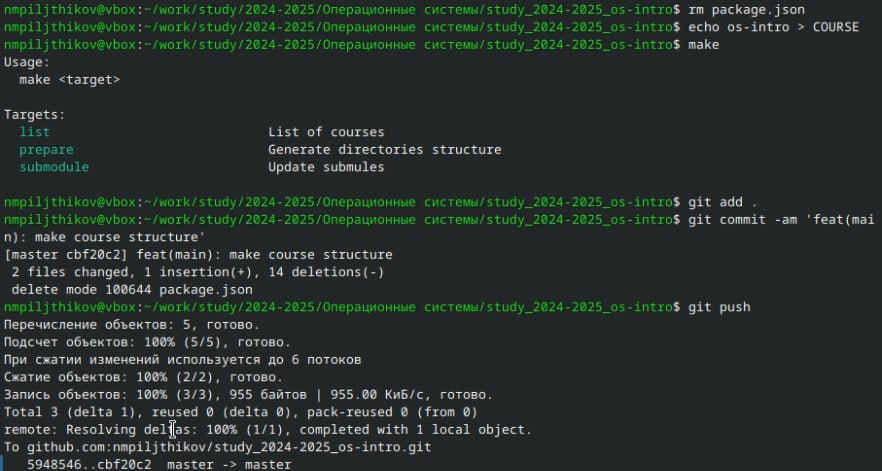 nmpiljthikov@vbox:~/work/study/2024-2025/Операционные системы/study_2024-2025_os-intro$ rm package.json
nmpiljthikov@vbox:~/work/study/2024-2025/Операционные системы/study_2024-2025_os-intro$ echo os-intro > COURSE
nmpiljthikov@vbox:~/work/study/2024-2025/Операционные системы/study_2024-2025_os-intro$ make
Usage:
  make <target>

Targets:
  list                            List of courses
  prepare                         Generate directories structure
  submodule                       Update submules

nmpiljthikov@vbox:~/work/study/2024-2025/Операционные системы/study_2024-2025_os-intro$ git add .
nmpiljthikov@vbox:~/work/study/2024-2025/Операционные системы/study_2024-2025_os-intro$ git commit -am 'feat(mai
n): make course structure'
[master cbf20c2] feat(main): make course structure
 2 files changed, 1 insertion(+), 14 deletions(-)
 delete mode 100644 package.json
nmpiljthikov@vbox:~/work/study/2024-2025/Операционные системы/study_2024-2025_os-intro$ git push
Перечисление объектов: 5, готово.
Подсчет объектов: 100% (5/5), готово.
При сжатии изменений используется до 6 потоков
Сжатие объектов: 100% (2/2), готово.
Запись объектов: 100% (3/3), 955 байтов | 955.00 КиБ/с, готово.
Total 3 (delta 1), reused 0 (delta 0), pack-reused 0 (from 0)
remote: Resolving deltas: 100% (1/1), completed with 1 local object.
To github.com:nmpiljthikov/study_2024-2025_os-intro.git
   5948546..cbf20c2  master -> master